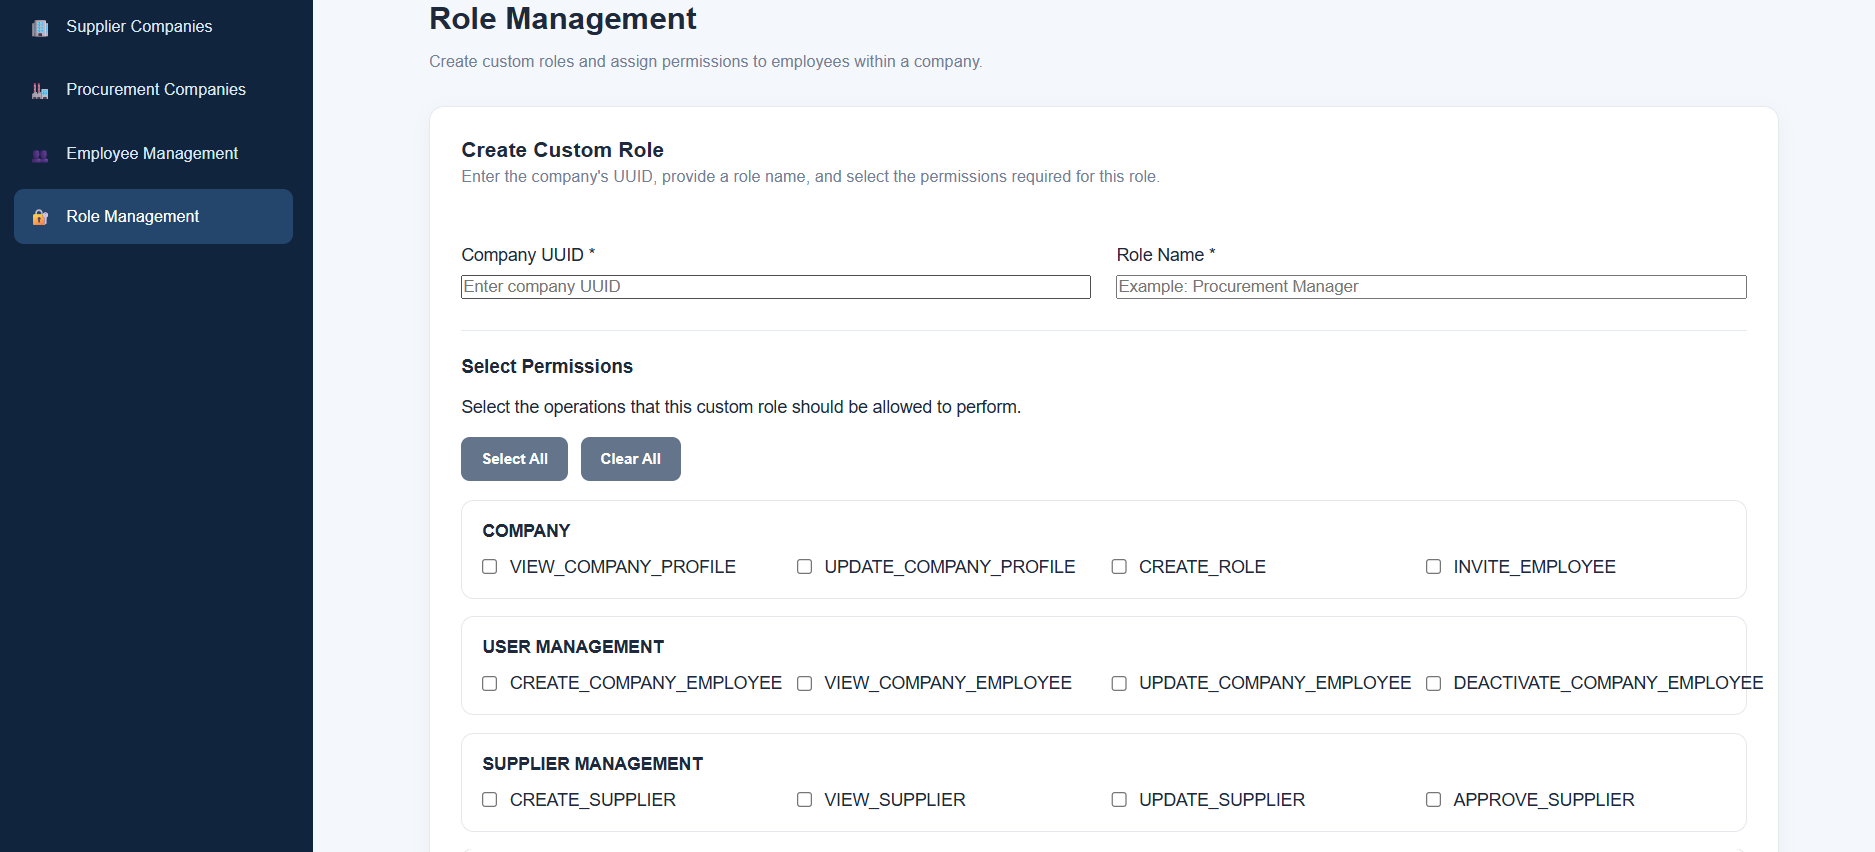 Supplier Companies
Procurement Companies
Employee Management
Role Management
Role Management
Create custom roles and assign permissions to employees within a company.
Create Custom Role
Enter the company's UUID, provide a role name, and select the permissions required for this role.
Company UUID *
Role Name *
Enter company UUID
Example: Procurement Manager
Select Permissions
Select the operations that this custom role should be allowed to perform.
Select All
Clear All
COMPANY
VIEW_COMPANY_PROFILE
UPDATE_COMPANY_PROFILE
CREATE_ROLE
INVITE_EMPLOYEE
USER MANAGEMENT
CREATE_COMPANY_EMPLOYEE
VIEW_COMPANY_EMPLOYEE
UPDATE_COMPANY_EMPLOYEE
DEACTIVATE_COMPANY_EMPLOYEE
SUPPLIER MANAGEMENT
CREATE_SUPPLIER
VIEW_SUPPLIER
UPDATE_SUPPLIER
APPROVE_SUPPLIER